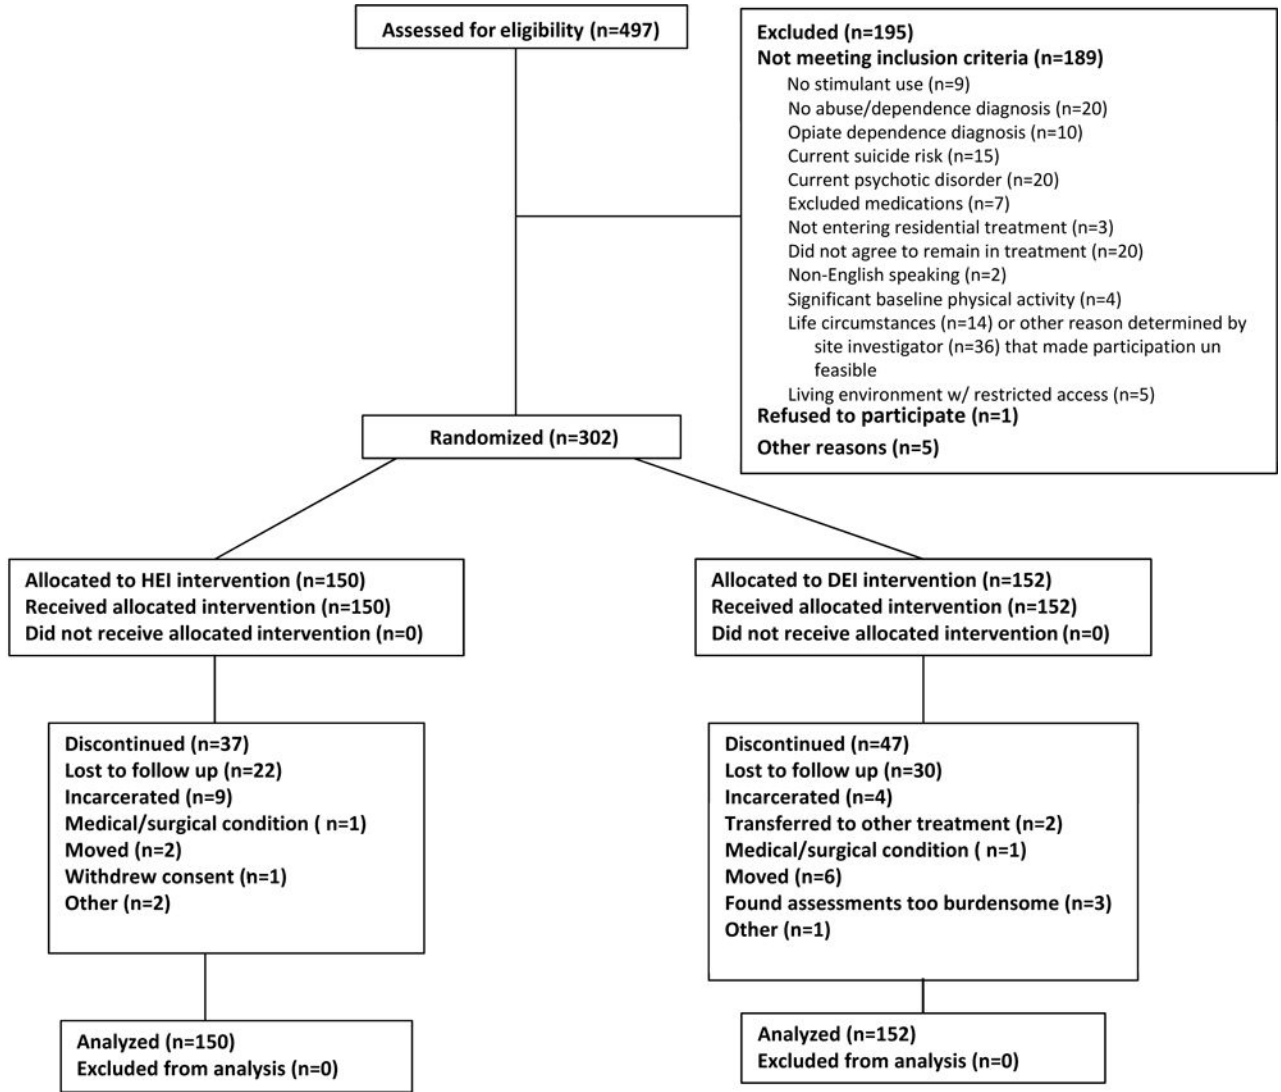 Assessed for eligibility (n=497)
Excluded (n=195)
Not meeting inclusion criteria (n=189)
No stimulant use (n=9)
No abuse/dependence diagnosis (n=20)
Opiate dependence diagnosis (n=10)
Current suicide risk (n=15)
Current psychotic disorder (n=20)
Excluded medications (n=7)
Not entering residential treatment (n=3)
Did not agree to remain in treatment (n=20)
Non-English speaking (n=2)
Significant baseline physical activity (n=4)
Life circumstances (n=14) or other reason determined by
site investigator (n=36) that made participation un
feasible
Living environment w/ restricted access (n=5)
Refused to participate (n=1)
Other reasons (n=5)
Randomized (n=302)
Allocated to HEI intervention (n=150)
Received allocated intervention (n=150)
Did not receive allocated intervention (n=0)
Allocated to DEI intervention (n=152)
Received allocated intervention (n=152)
Did not receive allocated intervention (n=0)
Discontinued (n=37)
Lost to follow up (n=22)
Incarcerated (n=9)
Medical/surgical condition ( n=1)
Moved (n=2)
Withdrew consent (n=1)
Other (n=2)
Discontinued (n=47)
Lost to follow up (n=30)
Incarcerated (n=4)
Transferred to other treatment (n=2)
Medical/surgical condition ( n=1)
Moved (n=6)
Found assessments too burdensome (n=3)
Other (n=1)
Analyzed (n=150)
Excluded from analysis (n=0)
Analyzed (n=152)
Excluded from analysis (n=0)